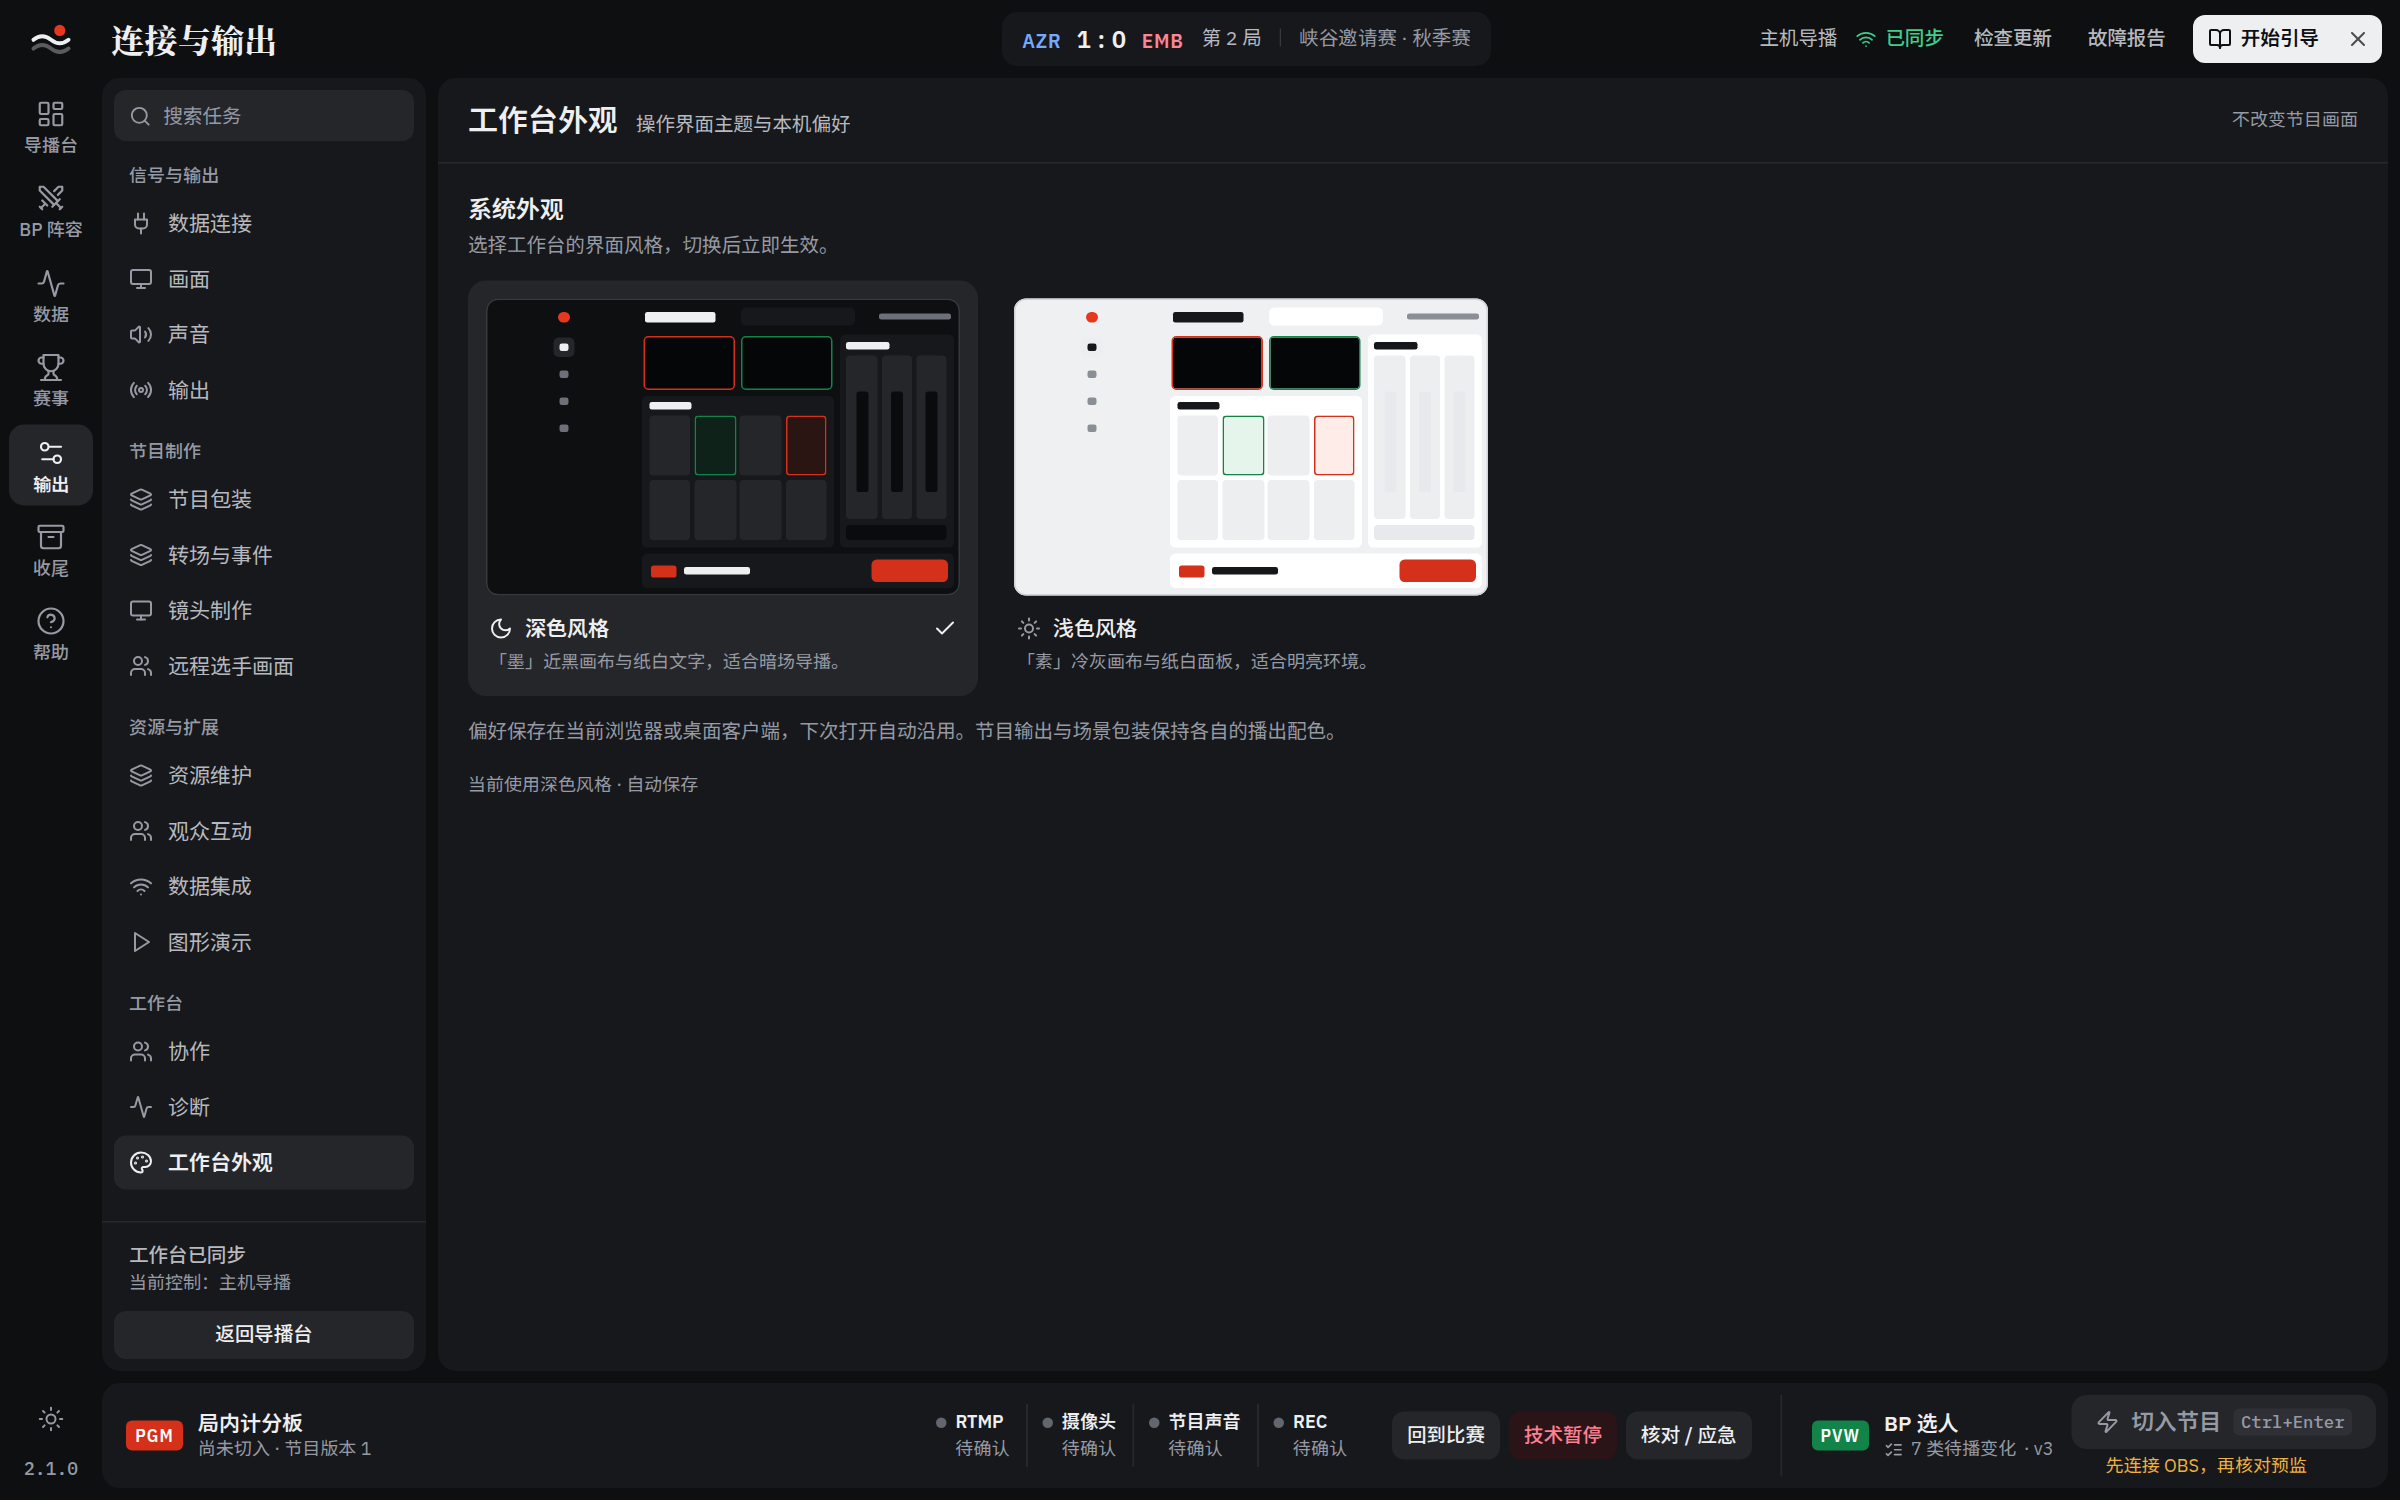 连接与输出
AZR 1 : 0 EMB 第 2 局 峡谷邀请赛 · 秋季赛
主机导播 已同步 检查更新 故障报告 开始引导
导播台
BP 阵容
数据
赛事
输出
收尾
帮助
2.1.0
搜索任务
信号与输出
数据连接
画面
声音
输出
节目制作
节目包装
转场与事件
镜头制作
远程选手画面
资源与扩展
资源维护
观众互动
数据集成
图形演示
工作台
协作
诊断
工作台外观
工作台已同步
当前控制：主机导播
返回导播台
工作台外观 操作界面主题与本机偏好
不改变节目画面
系统外观
选择工作台的界面风格，切换后立即生效。
深色风格
「墨」近黑画布与纸白文字，适合暗场导播。
浅色风格
「素」冷灰画布与纸白面板，适合明亮环境。
偏好保存在当前浏览器或桌面客户端，下次打开自动沿用。节目输出与场景包装保持各自的播出配色。
当前使用深色风格 · 自动保存
PGM 局内计分板
尚未切入 · 节目版本 1
RTMP 待确认
摄像头 待确认
节目声音 待确认
REC 待确认
回到比赛 技术暂停 核对 / 应急
PVW BP 选人
7 类待播变化 · v3
切入节目 Ctrl+Enter
先连接 OBS，再核对预监